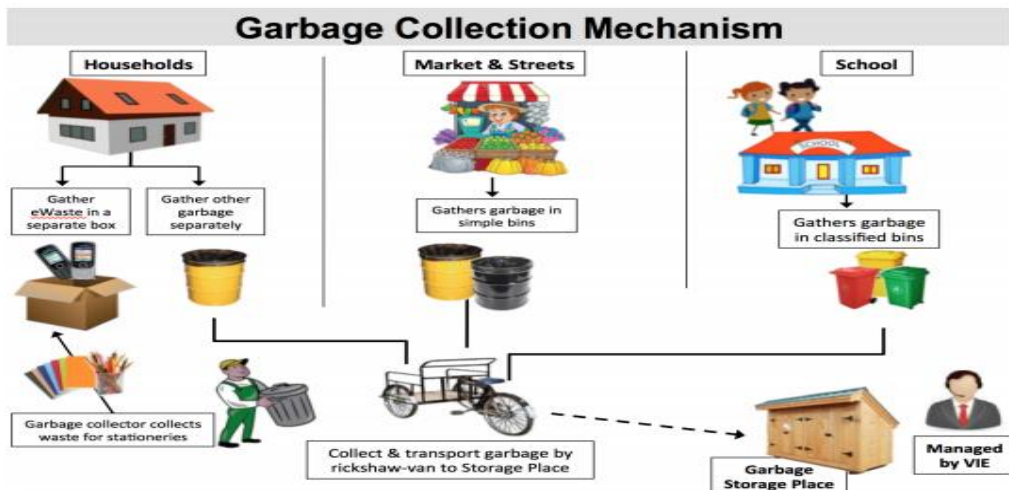 Garbage Collection Mechanism
Households
Market & Streets
School
SCHOOL
Gather
eWaste in a
separate box
Gather other
garbage
separately
Gathers garbage in
simple bins
Gathers garbage
in classified bins
Garbage collector collects
waste for stationeries
Collect & transport garbage by
rickshaw-van to Storage Place
Garbage
Storage Place
Managed
by VIE